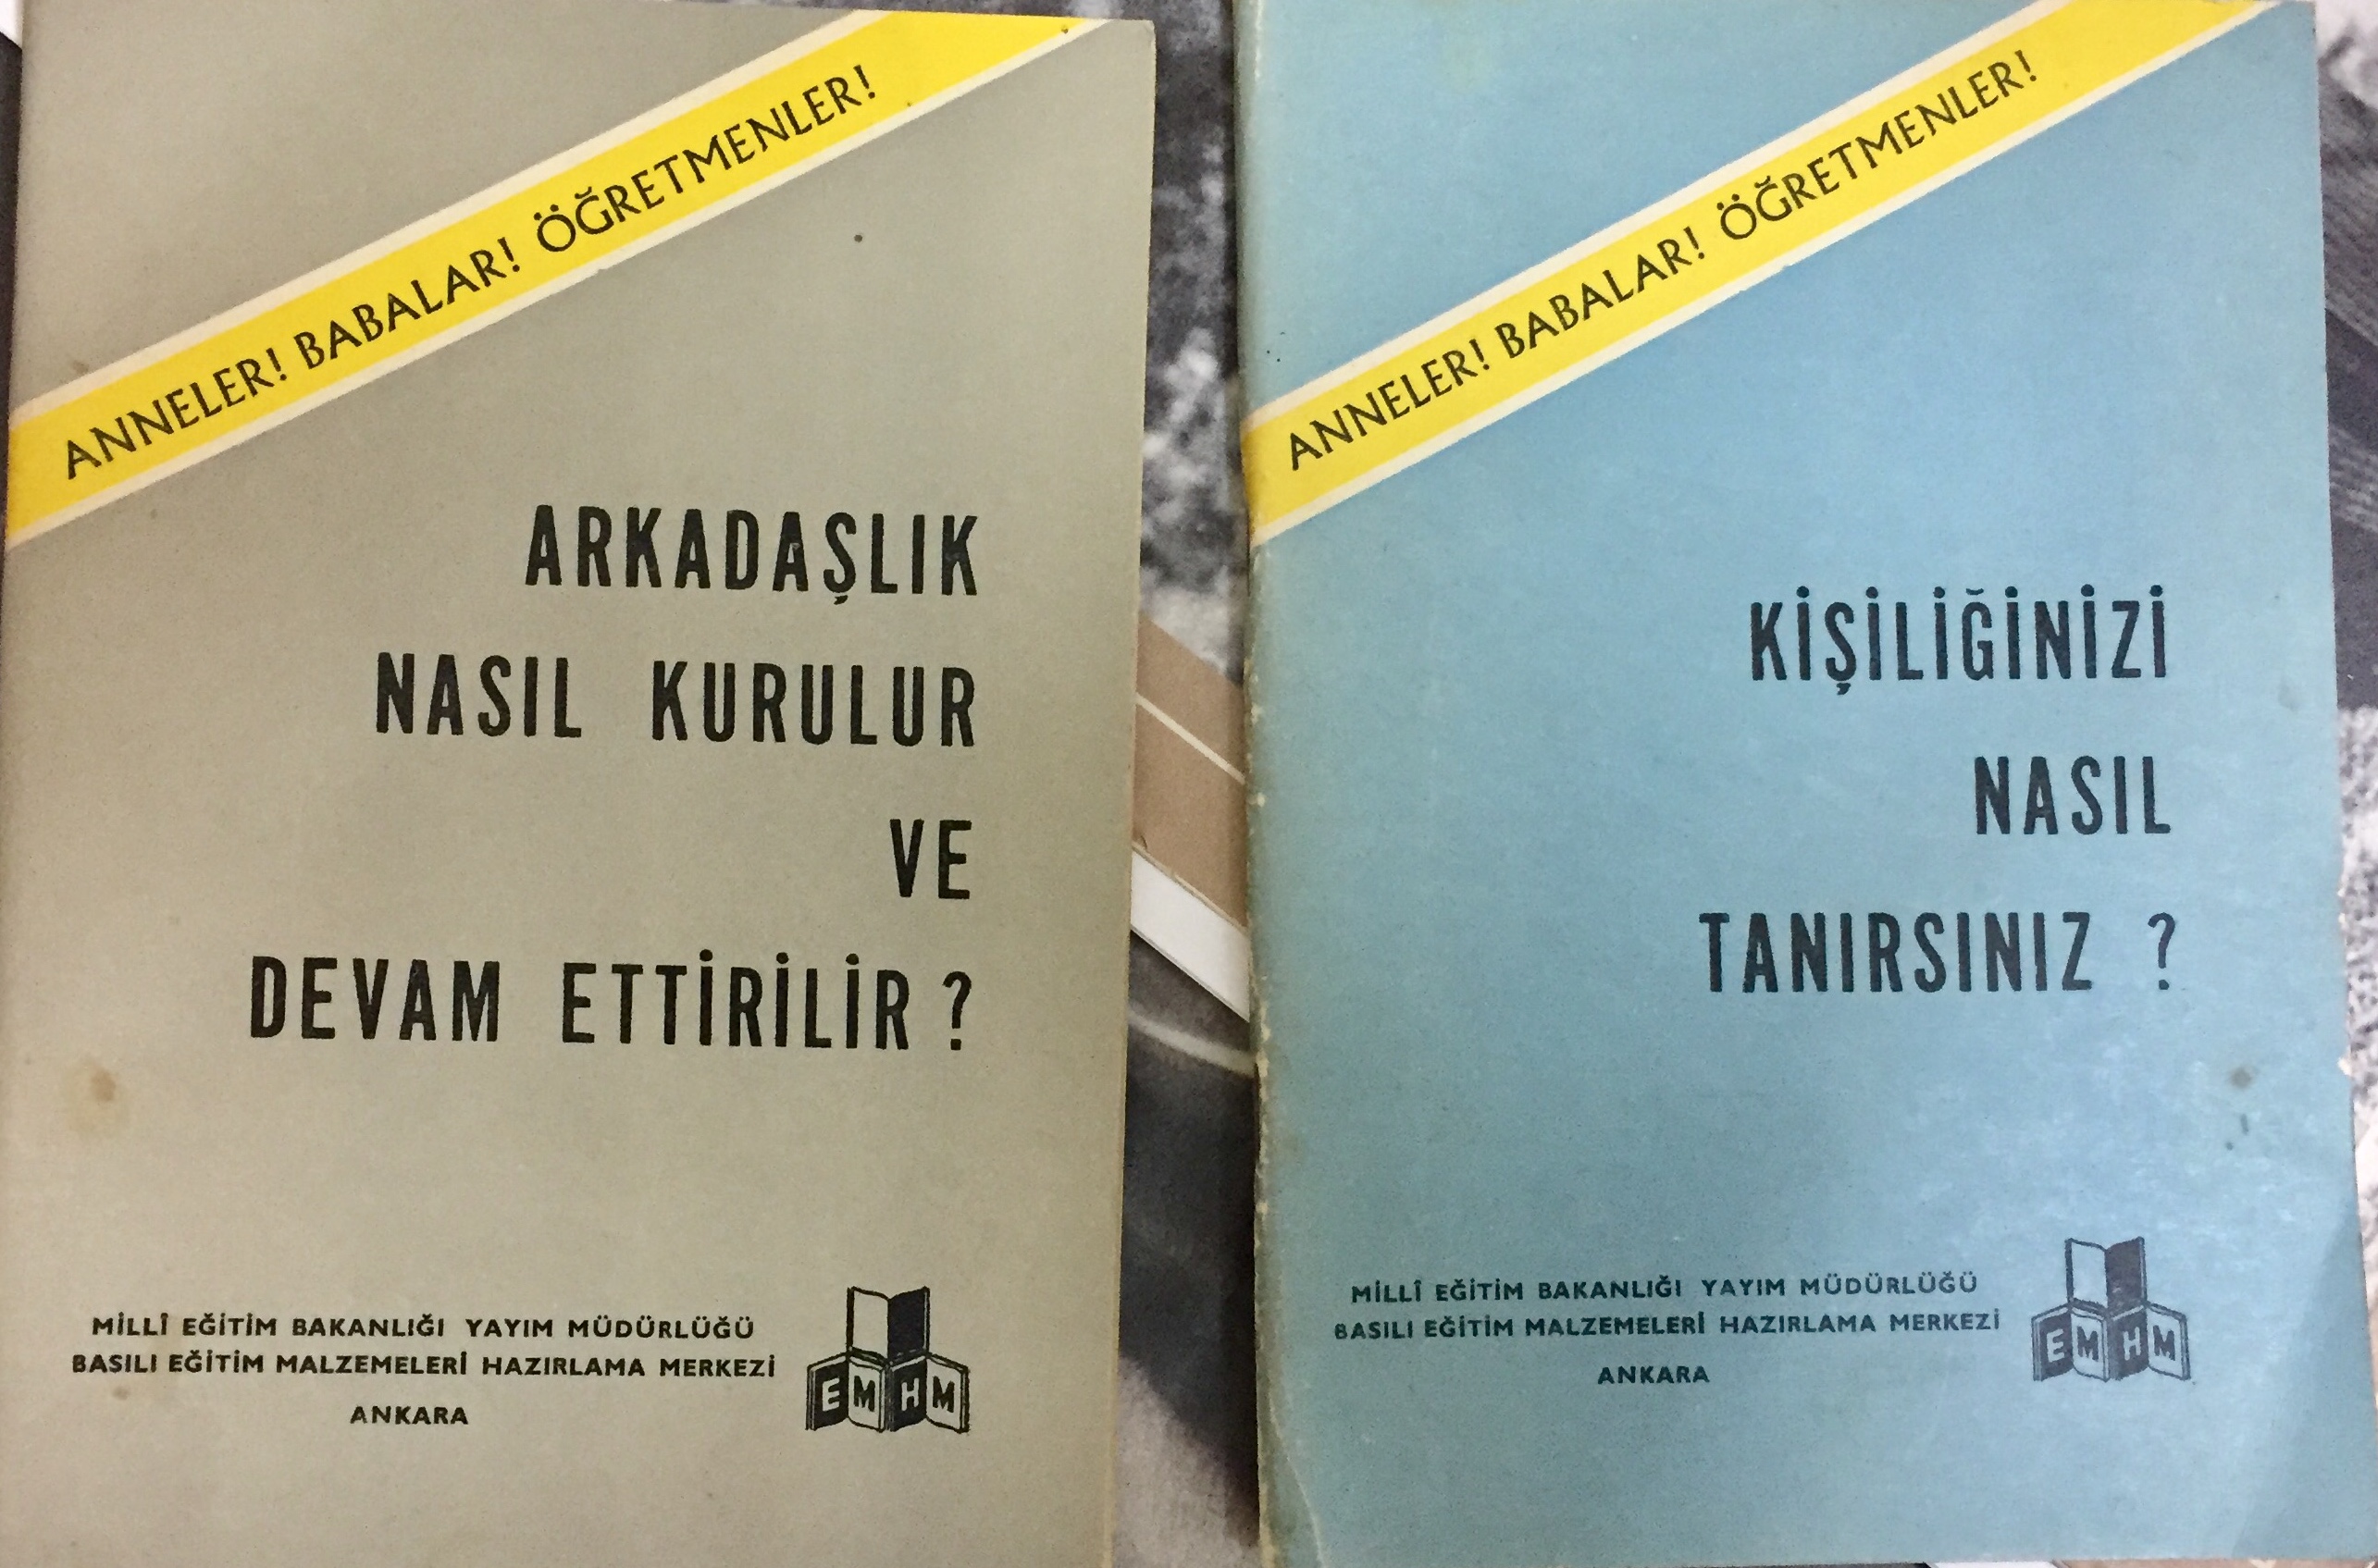 ANNELER! BABALAR! ÖĞRETMENLER!
ARKADAŞLIK
NASIL KURULUR
VE
DEVAM ETTİRİLİR ?
MİLLÎ EĞİTİM BAKANLIĞI YAYIM MÜDÜRLÜĞÜ
BASILI EĞİTİM MALZEMELERİ HAZIRLAMA MERKEZİ
ANKARA
EMHM
ANNELER! BABALAR! ÖĞRETMENLER!
KİŞİLİĞİNİZİ
NASIL
TANIRSINIZ ?
MİLLÎ EĞİTİM BAKANLIĞI YAYIM MÜDÜRLÜĞÜ
BASILI EĞİTİM MALZEMELERİ HAZIRLAMA MERKEZİ
ANKARA
EMHM